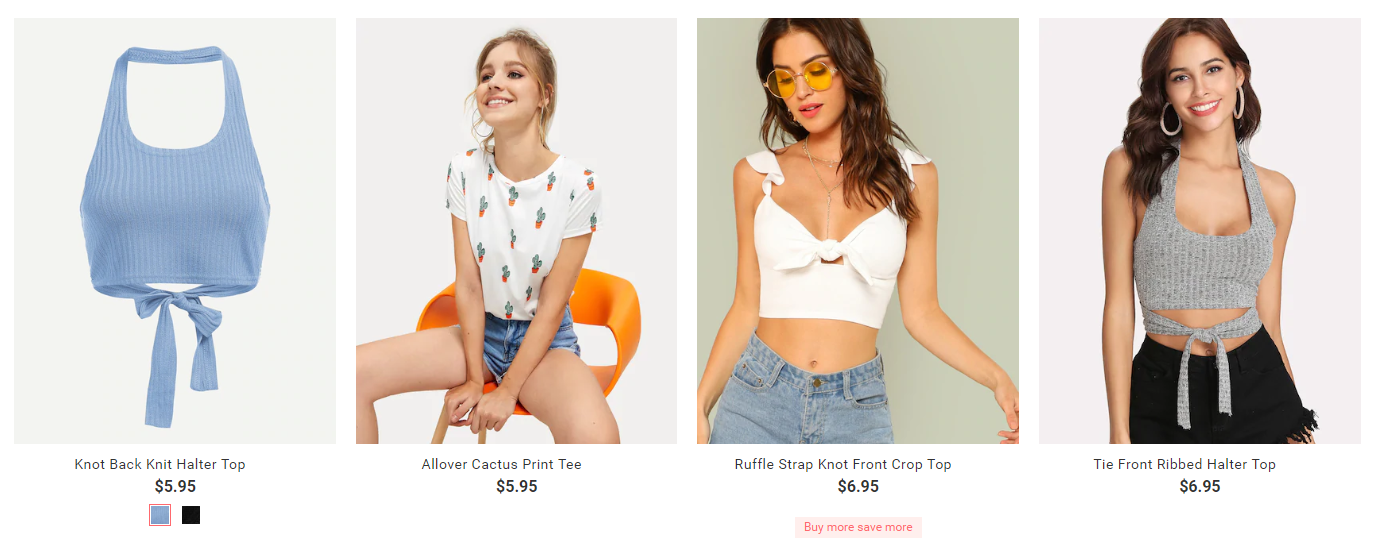 Knot Back Knit Halter Top
$5.95
Allover Cactus Print Tee
$5.95
Ruffle Strap Knot Front Crop Top
$6.95
Buy more save more
Tie Front Ribbed Halter Top
$6.95